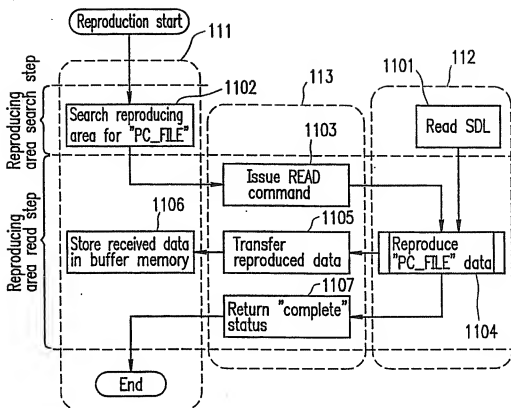 Reproduction start
111
112
113
Reproducing
area search step
1102
1101
Search reproducing
area for "PC_FILE"
Read SDL
1103
Issue READ
command
Reproducing
area read step
1106
1105
Store received data
in buffer memory
Transfer
reproduced data
Reproduce
"PC_FILE" data
1107
1104
Return "complete"
status
End